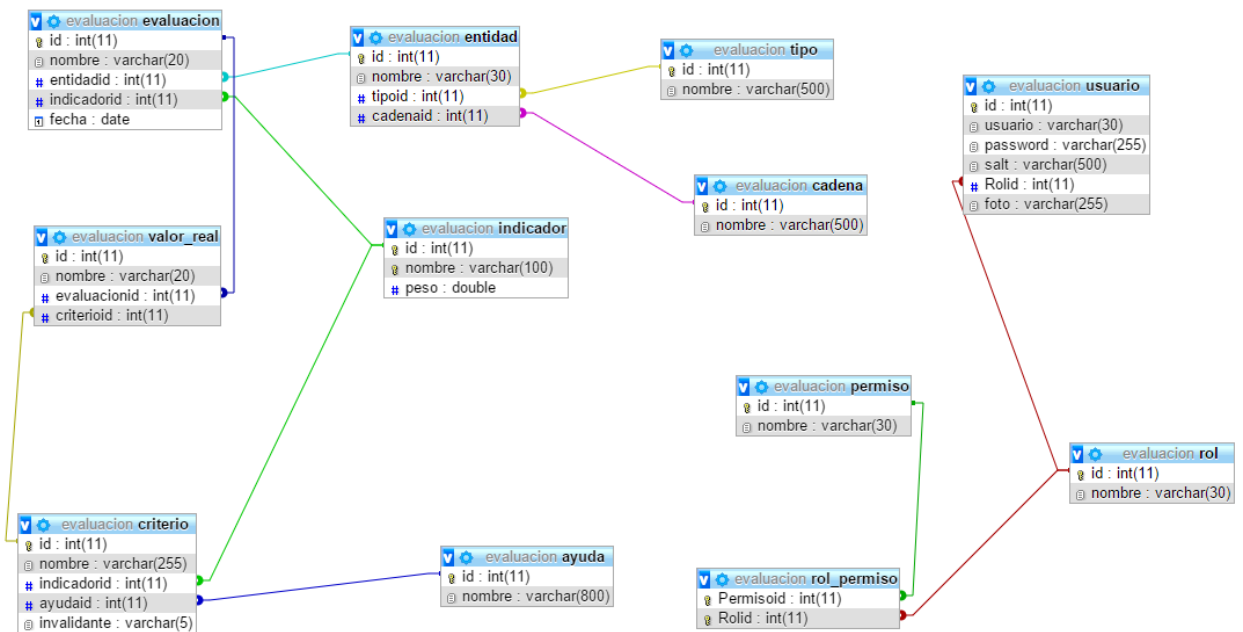 evaluacion evaluacion
id : int(11)
nombre : varchar(20)
entidadid : int(11)
indicadorid : int(11)
fecha : date
evaluacion entidad
id : int(11)
nombre : varchar(30)
tipoid : int(11)
cadenaid : int(11)
evaluacion tipo
id : int(11)
nombre : varchar(500)
evaluacion usuario
id : int(11)
usuario : varchar(30)
password : varchar(255)
salt : varchar(500)
Rolid : int(11)
foto : varchar(255)
evaluacion cadena
id : int(11)
nombre : varchar(500)
evaluacion valor_real
id : int(11)
nombre : varchar(20)
evaluacionid : int(11)
criterioid : int(11)
evaluacion indicador
id : int(11)
nombre : varchar(100)
peso : double
evaluacion permiso
id : int(11)
nombre : varchar(30)
evaluacion rol
id : int(11)
nombre : varchar(30)
evaluacion criterio
id : int(11)
nombre : varchar(255)
indicadorid : int(11)
ayudaid : int(11)
invalidante : varchar(5)
evaluacion ayuda
id : int(11)
nombre : varchar(800)
evaluacion rol_permiso
Permisoid : int(11)
Rolid : int(11)